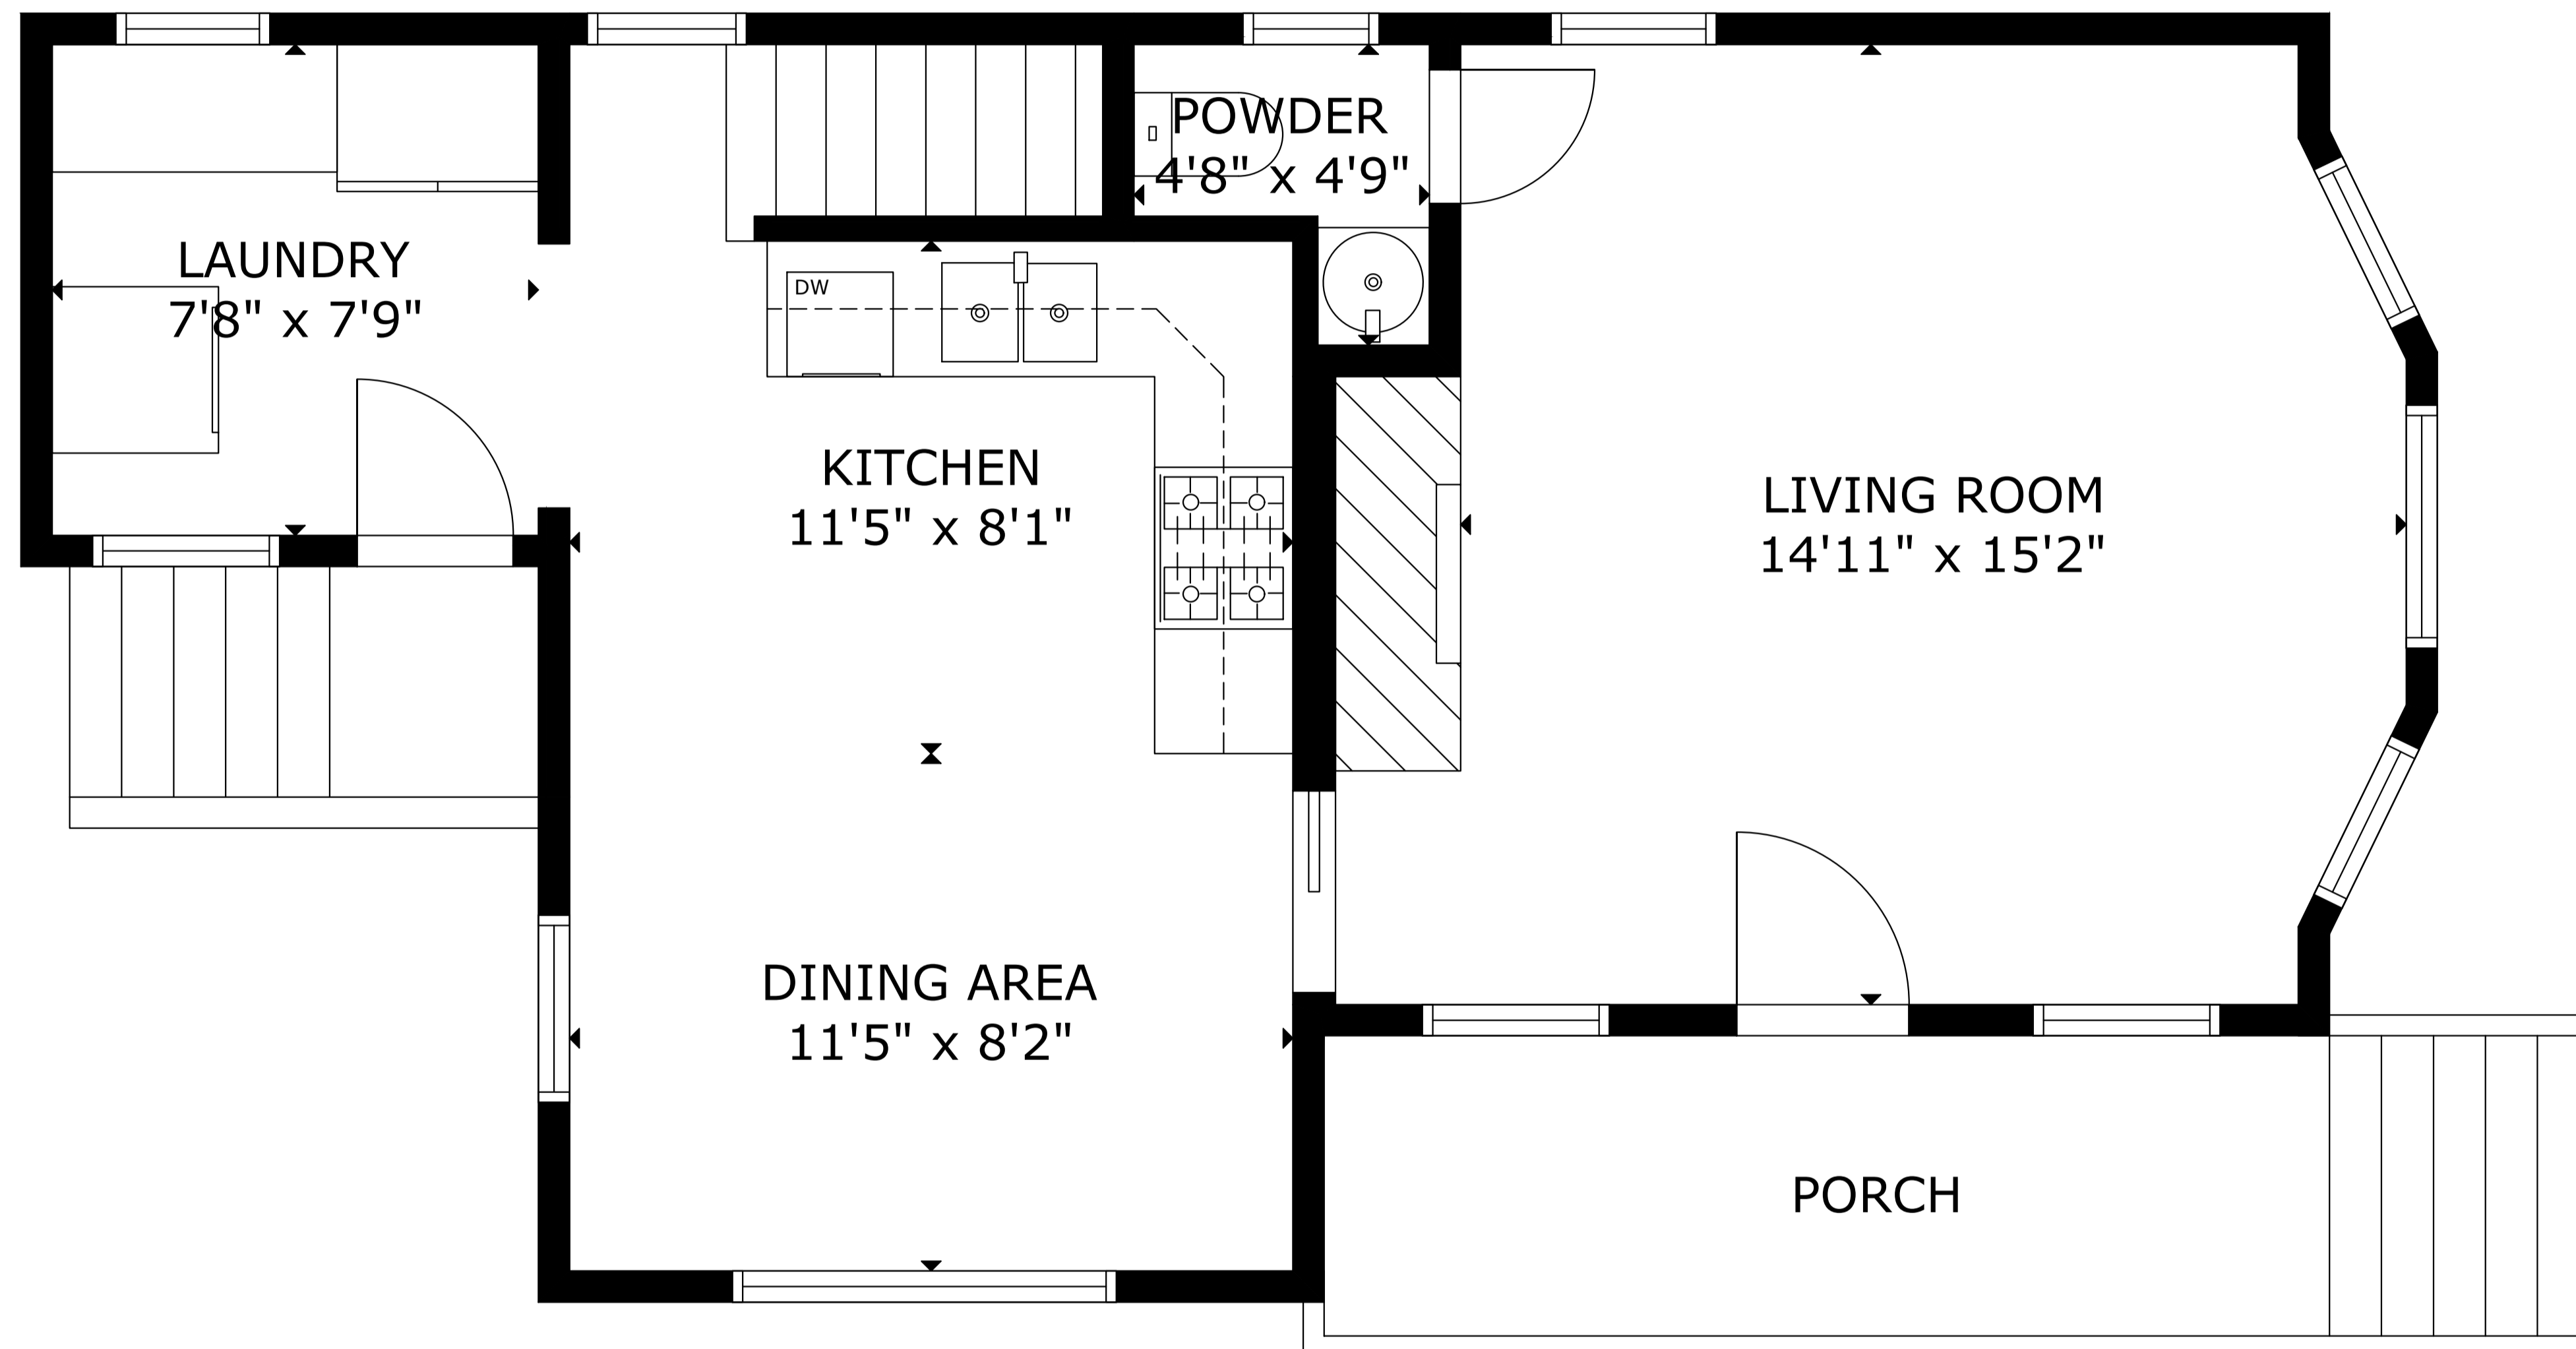 POWDER
4'8" x 4'9"
LAUNDRY
7'8" x 7'9"
DW
KITCHEN
11'5" x 8'1"
LIVING ROOM
14'11" x 15'2"
DINING AREA
11'5" x 8'2"
PORCH